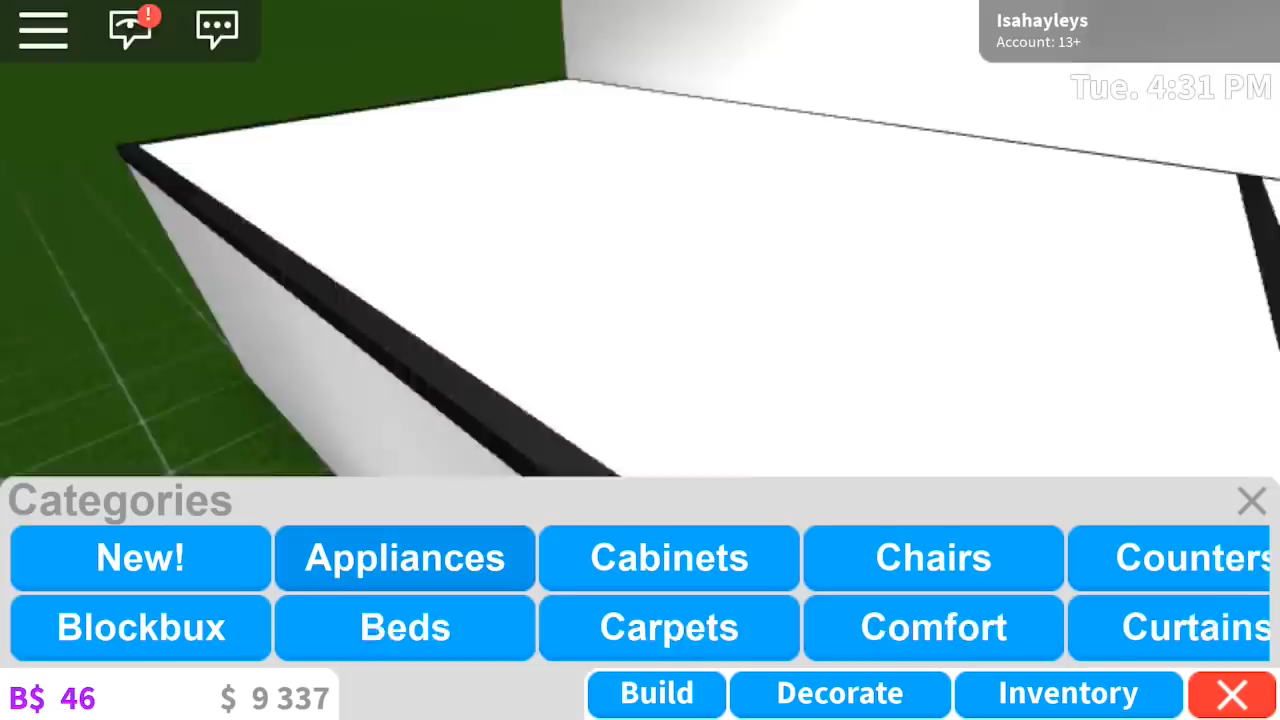 !
Isahayleys
Account: 13+
Tue. 4:31 PM
Categories
New! Appliances Cabinets Chairs Counters
Blockbux Beds Carpets Comfort Curtains
B$ 46 $ 9 337 Build Decorate Inventory